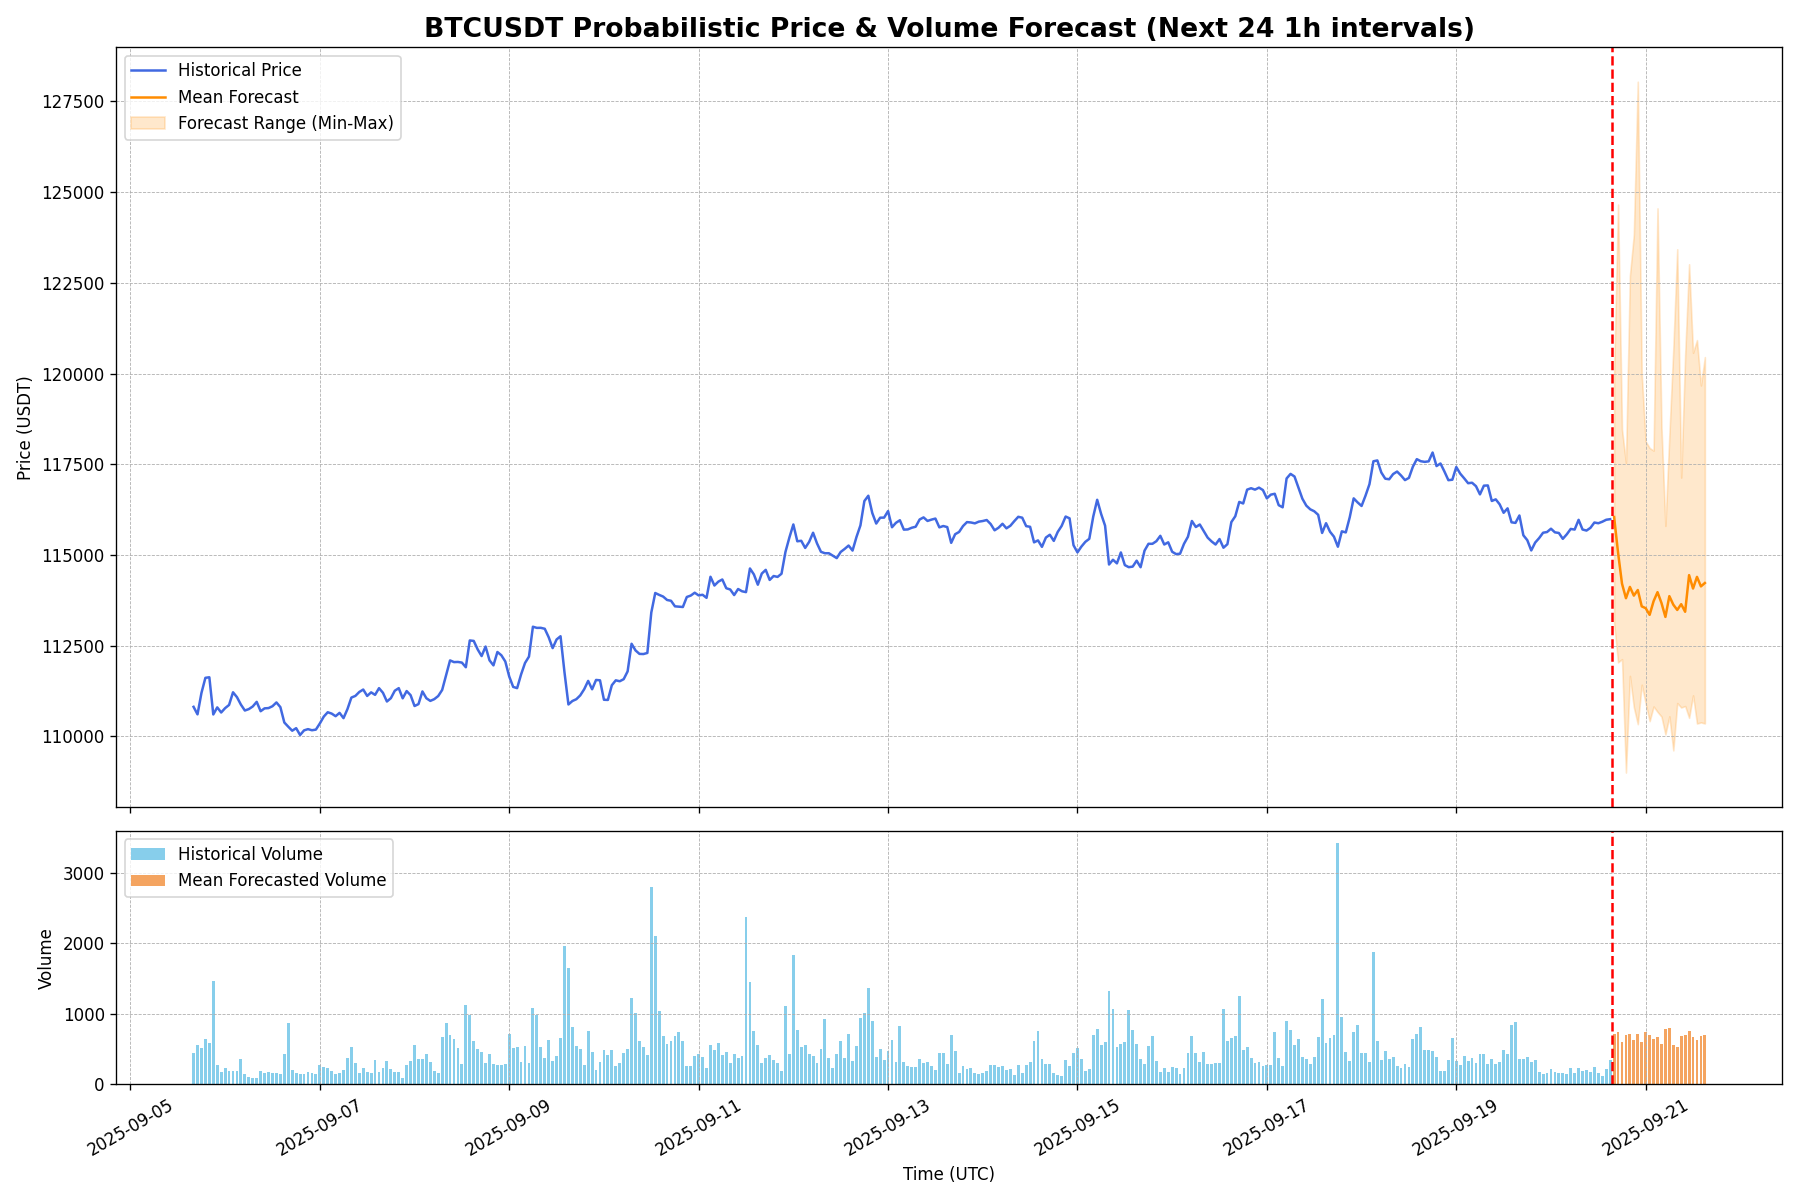 BTCUSDT Probabilistic Price & Volume Forecast (Next 24 1h intervals)
Historical Price
Mean Forecast
Forecast Range (Min-Max)
127500
125000
122500
120000
117500
115000
112500
110000
Price (USDT)
Historical Volume
Mean Forecasted Volume
3000
2000
1000
0
Volume
2025-09-05
2025-09-07
2025-09-09
2025-09-11
2025-09-13
2025-09-15
2025-09-17
2025-09-19
2025-09-21
Time (UTC)